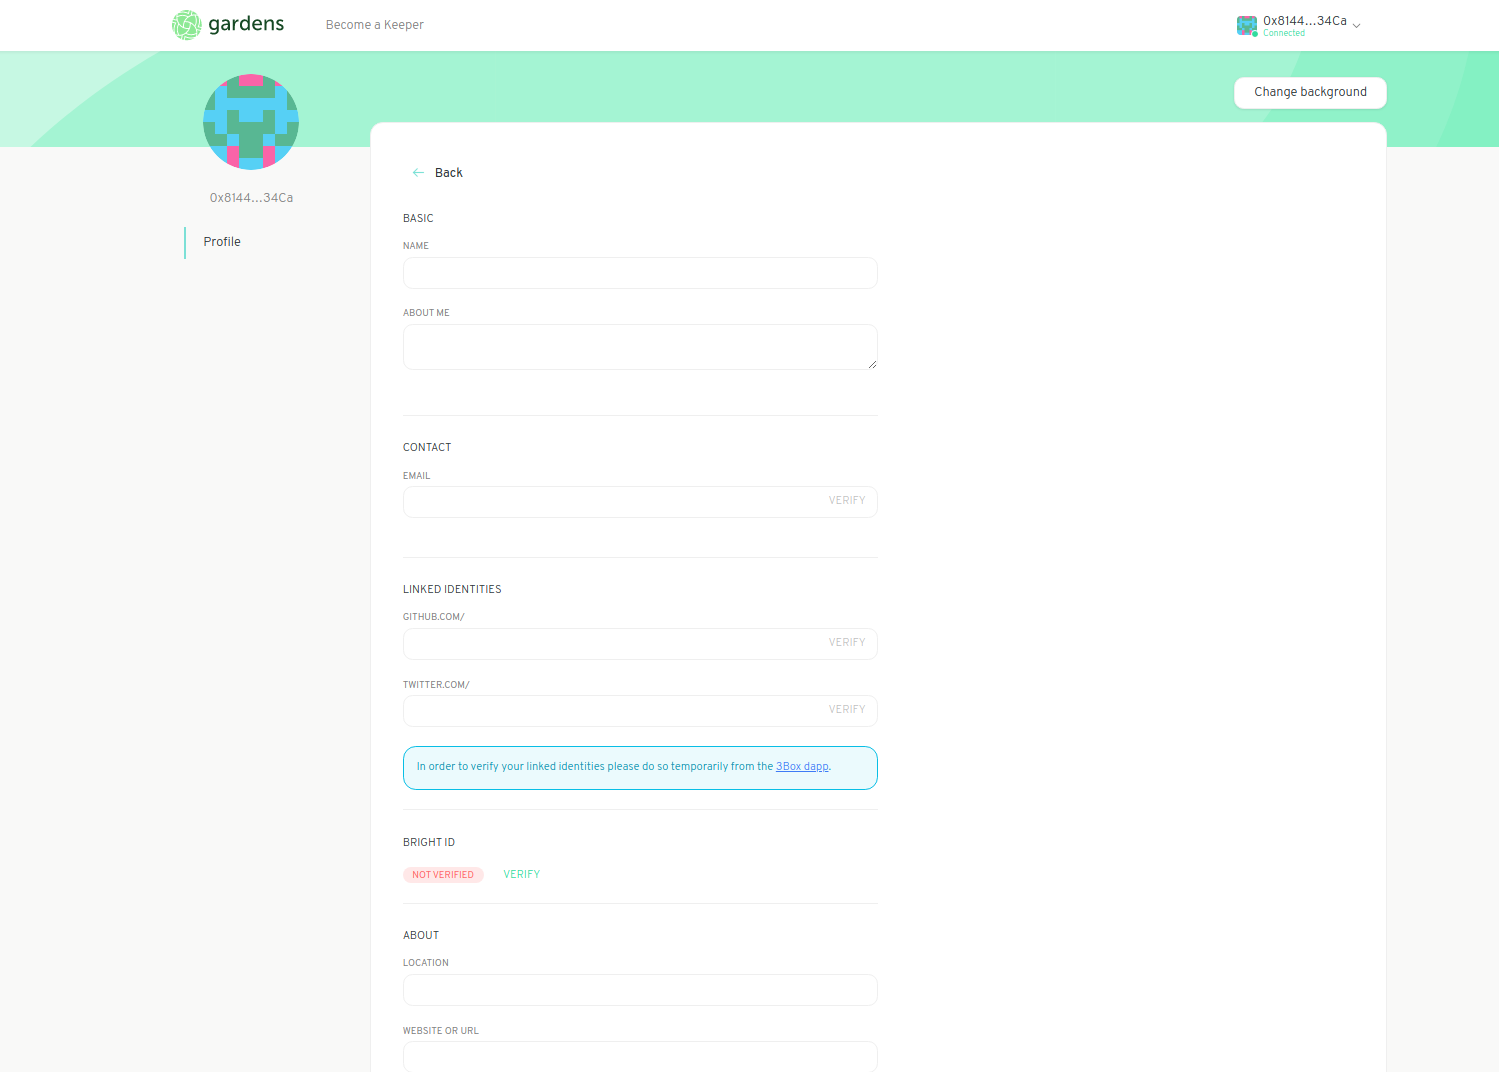 gardens
Become a Keeper
0x8144...34Ca
Connected
Change background
0x8144...34Ca
Profile
← Back
BASIC
NAME
ABOUT ME
CONTACT
EMAIL
VERIFY
LINKED IDENTITIES
GITHUB.COM/
VERIFY
TWITTER.COM/
VERIFY
In order to verify your linked identities please do so temporarily from the 3Box dapp.
BRIGHT ID
NOT VERIFIED VERIFY
ABOUT
LOCATION
WEBSITE OR URL